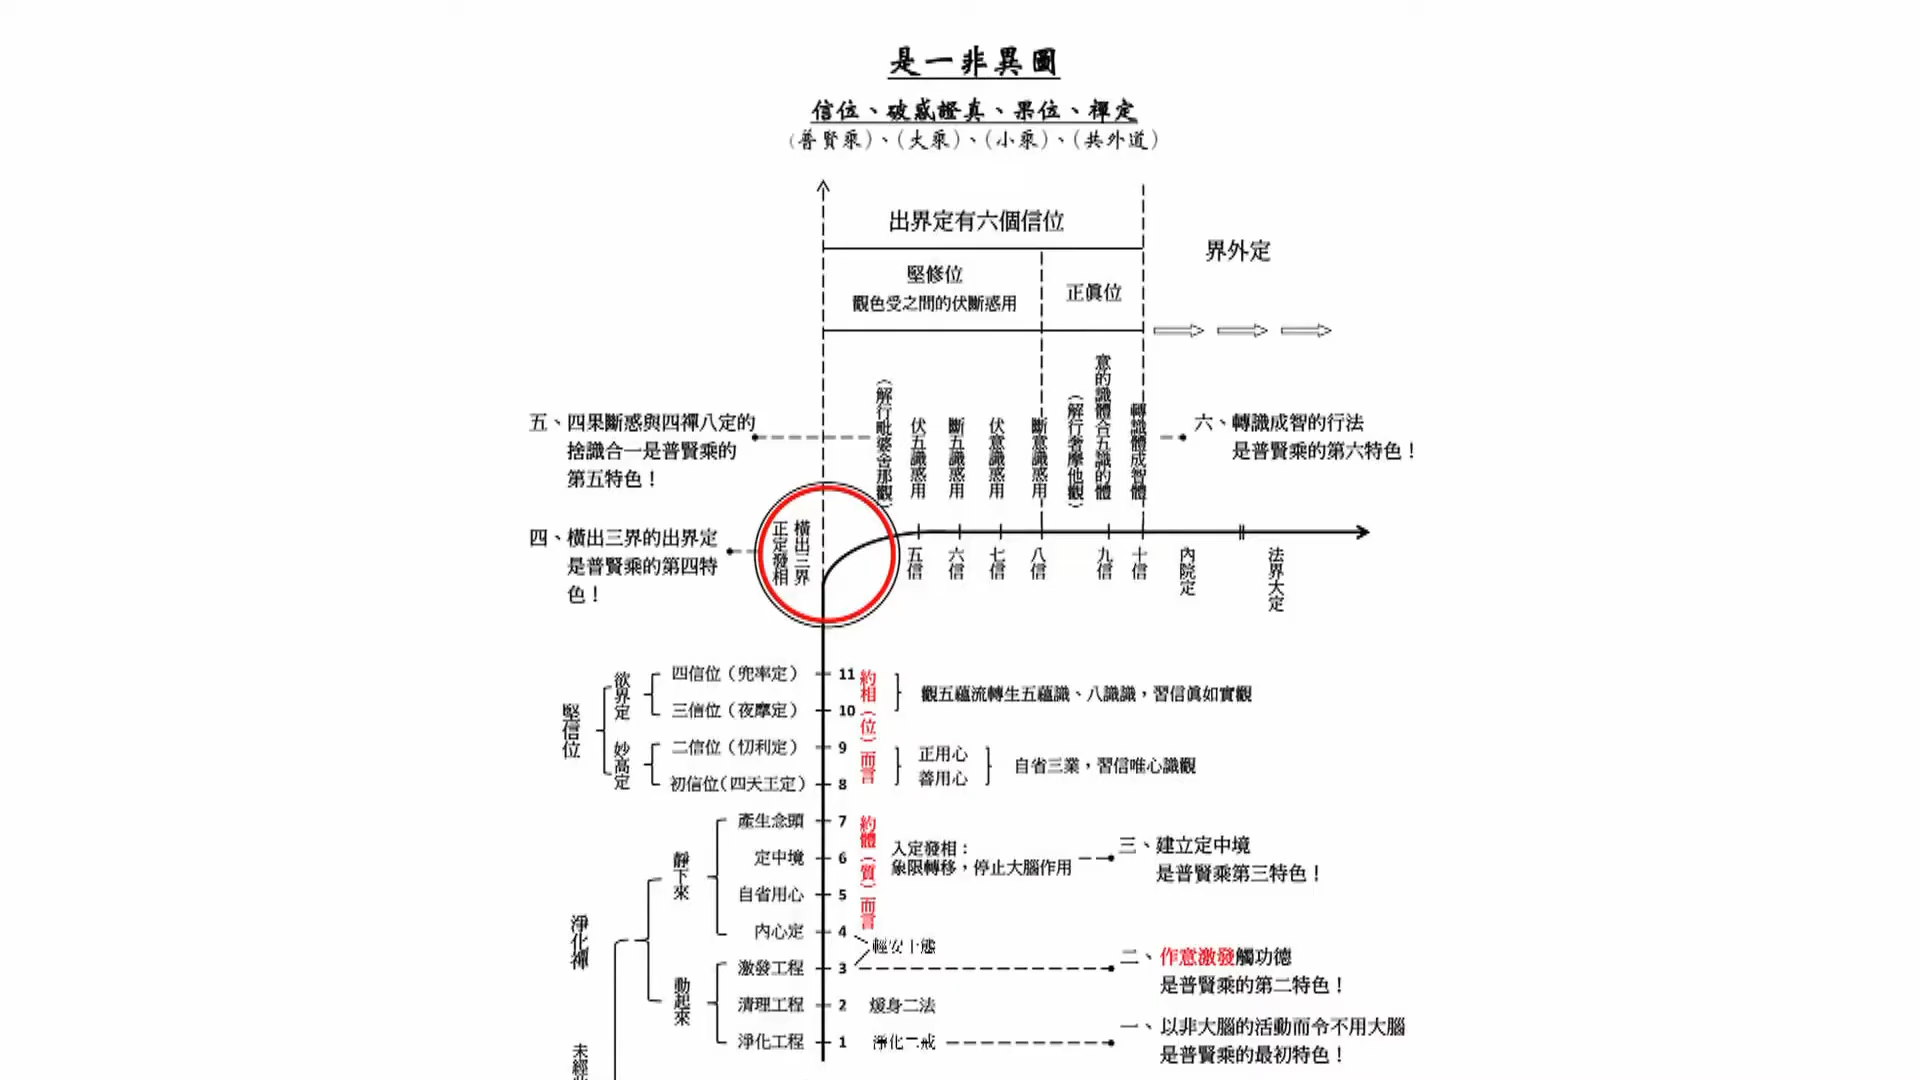 是一非異圖
信位、破惑證真、果位、禪定
(普賢乘)、(大乘)、(小乘)、(共外道)
出界定有六個信位
界外定
堅修位
觀色受之間的伏斷惑用
正眞位
(解行毗婆舍那觀)
伏五識惑用
斷五識惑用
伏意識惑用
斷意識惑用
(解行奢摩他觀)
意的識體合五識的體
轉識體成智體
五、四果斷惑與四禪八定的
捨識合一是普賢乘的
第五特色！
六、轉識成智的行法
是普賢乘的第六特色！
四、橫出三界的出界定
是普賢乘的第四特
色！
橫出三界
正定發相
五信
六信
七信
八信
九信
十信
內院定
法界大定
堅信位
欲界定
四信位（兜率定） 11
三信位（夜摩定） 10
妙高定
二信位（忉利定） 9
初信位（四天王定） 8
約相（位）而言
觀五蘊流轉生五蘊識、八識識，習信眞如實觀
正用心
善用心
自省三業，習信唯心識觀
淨化禪
靜下來
產生念頭 7
定中境 6
自省用心 5
內心定 4
約體（質）而言
入定發相：
象限轉移，停止大腦作用
三、建立定中境
是普賢乘第三特色！
動起來
激發工程 3
輕安十態
二、作意激發觸功德
是普賢乘的第二特色！
清理工程 2 煖身二法
淨化工程 1 淨化二戒
一、以非大腦的活動而令不用大腦
是普賢乘的最初特色！
未經